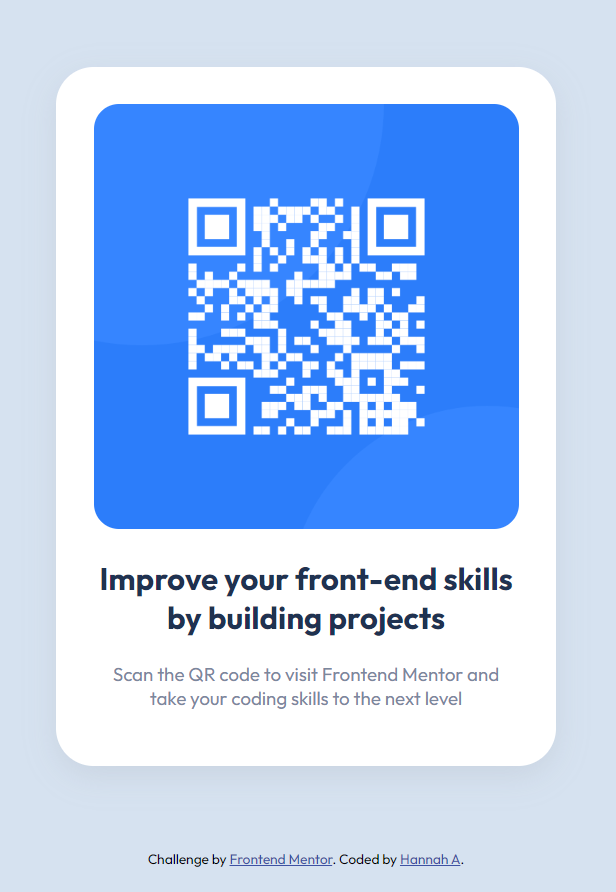 Improve your front-end skills
by building projects
Scan the QR code to visit Frontend Mentor and
take your coding skills to the next level
Challenge by Frontend Mentor. Coded by Hannah A.